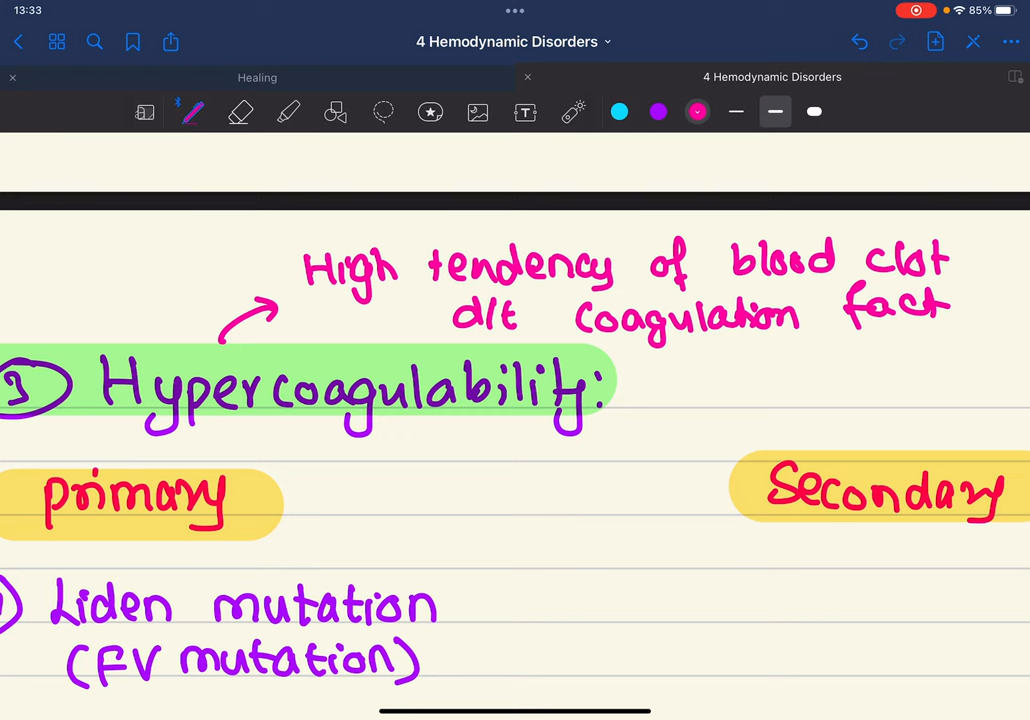 13:33
85%
4 Hemodynamic Disorders
Healing
4 Hemodynamic Disorders
High tendency of blood clot
d/t coagulation fact
3 Hypercoagulability:
Primary
Secondary
Liden mutation
(FV mutation)